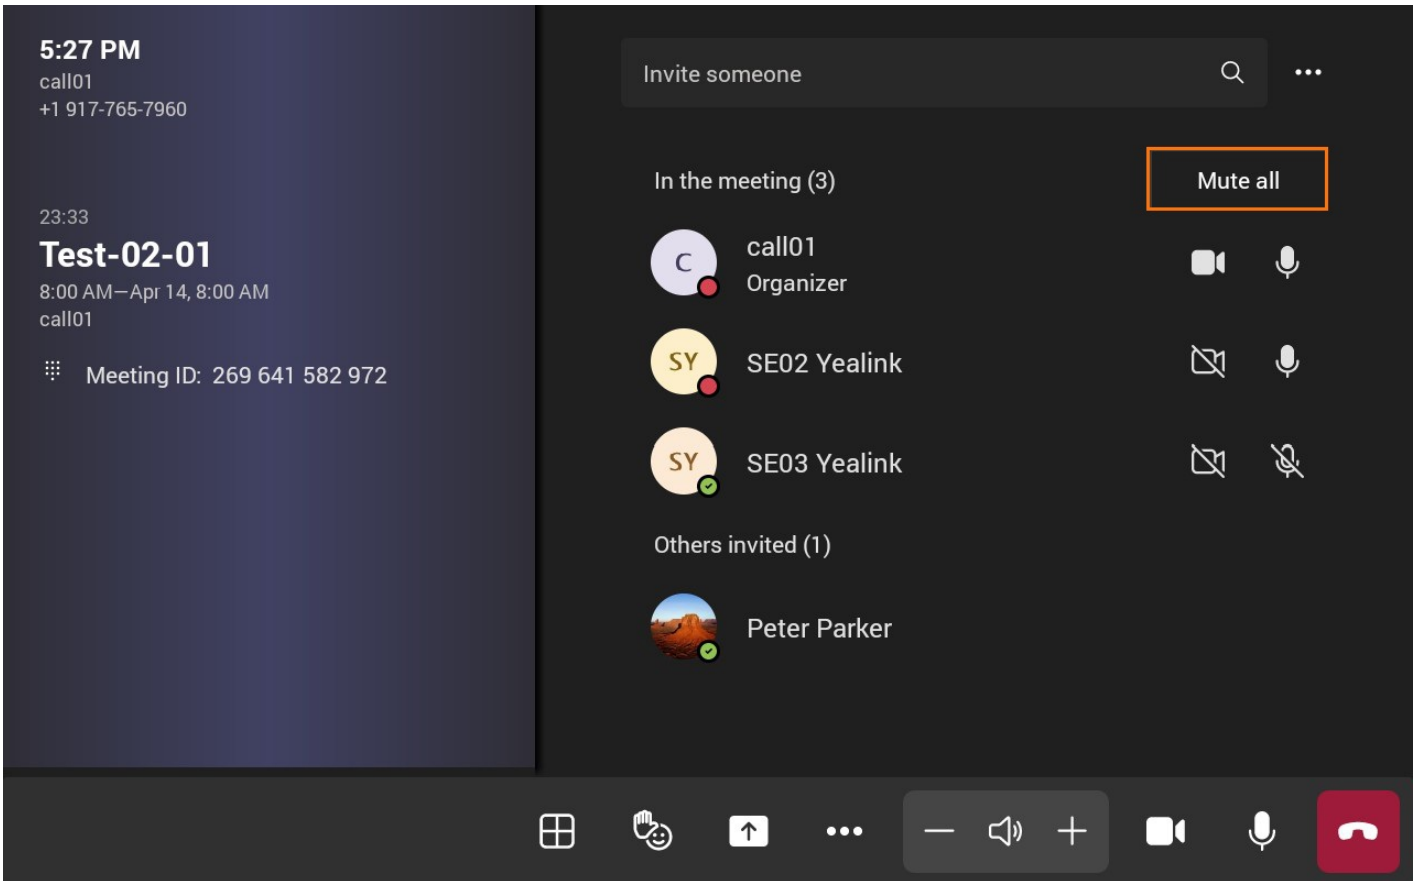 5:27 PM
call01
+1 917-765-7960
23:33
Test-02-01
8:00 AM—Apr 14, 8:00 AM
call01
Meeting ID: 269 641 582 972
Invite someone
In the meeting (3)
Mute all
C
call01
Organizer
SY
SE02 Yealink
SY
SE03 Yealink
Others invited (1)
Peter Parker